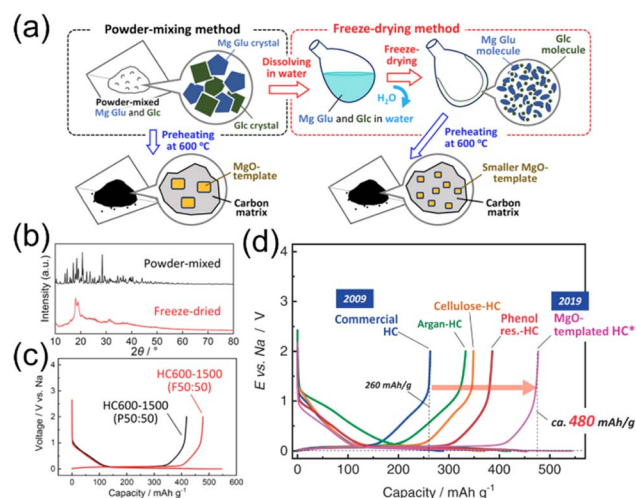 (a)
Powder-mixing method
Mg Glu crystal
Powder-mixed
Mg Glu and Glc
Glc crystal
Dissolving
in water
Freeze-drying method
Freeze-
drying
H₂O
Mg Glu and Glc in water
Mg Glu
molecule
Glc
molecule
Preheating
at 600 °C
MgO-
template
Carbon
matrix
Preheating
at 600 °C
Smaller MgO-
template
Carbon
matrix
(b)
Intensity (a.u.)
Powder-mixed
Freeze-dried
10 20 30 40 50 60 70 80
2θ / °
(c)
Voltage / V vs. Na
4
3
2
1
0
HC600-1500
(F50:50)
HC600-1500
(P50:50)
0 100 200 300 400 500 600
Capacity / mAh g⁻¹
(d)
E vs. Na / V
4
3
2
1
0
2009
Commercial
HC
Argan-HC
Cellulose-HC
Phenol
res.-HC
2019
MgO-
templated HC*
260 mAh/g
ca. 480 mAh/g
0 100 200 300 400 500
Capacity / mAh g⁻¹